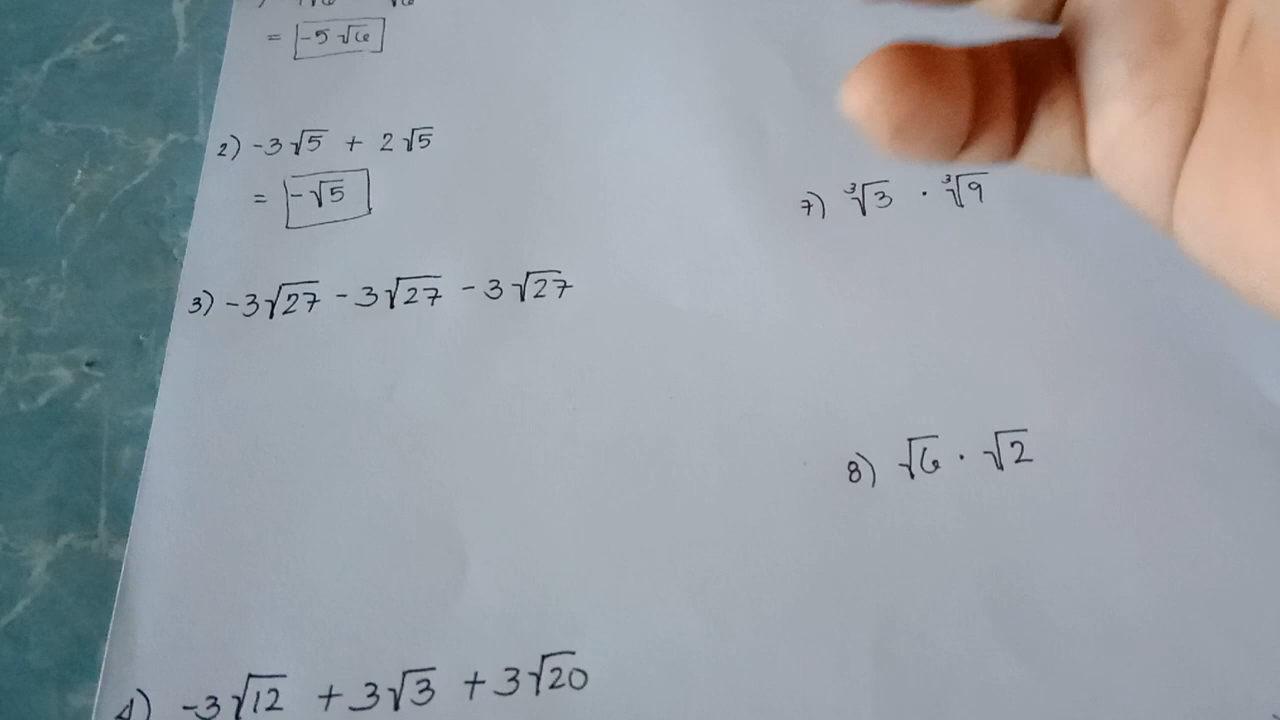 = -5√6
2) -3√5 + 2√5
= -√5
3) -3√27 - 3√27 - 3√27
4) -3√12 + 3√3 + 3√20
7) ∛3 · ∛9
8) √6 · √2